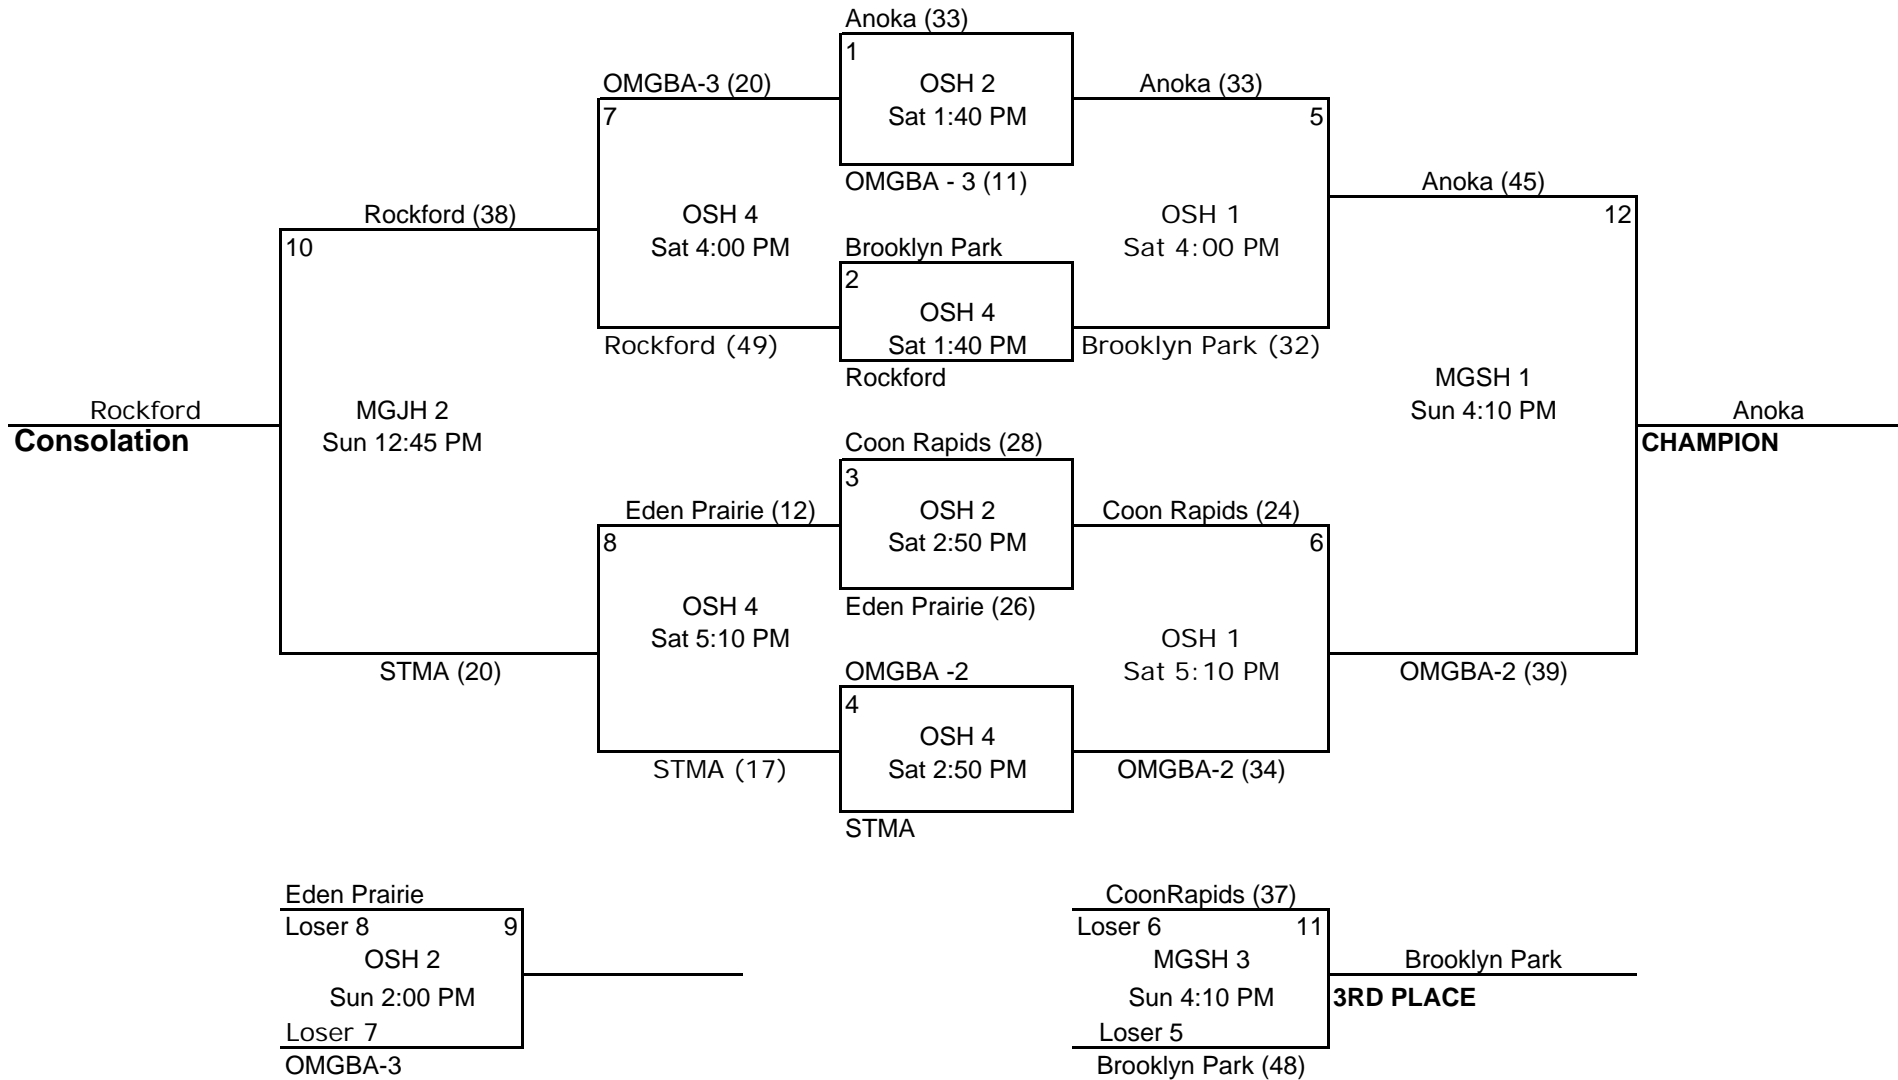 Anoka (33)
1
OSH 2
Sat 1:40 PM
OMGBA - 3 (11)
OMGBA-3 (20)
7
OSH 4
Sat 4:00 PM
Rockford (49)
Anoka (33)
5
OSH 1
Sat 4:00 PM
Brooklyn Park (32)
Brooklyn Park
2
OSH 4
Sat 1:40 PM
Rockford
Rockford (38)
10
MGJH 2
Sun 12:45 PM
STMA (20)
Rockford
Consolation
Anoka (45)
12
MGSH 1
Sun 4:10 PM
OMGBA-2 (39)
Anoka
CHAMPION
Coon Rapids (28)
3
OSH 2
Sat 2:50 PM
Eden Prairie (26)
Eden Prairie (12)
8
OSH 4
Sat 5:10 PM
STMA (17)
Coon Rapids (24)
6
OSH 1
Sat 5:10 PM
OMGBA-2 (34)
OMGBA -2
4
OSH 4
Sat 2:50 PM
STMA
Eden Prairie
Loser 8 9
OSH 2
Sun 2:00 PM
Loser 7
OMGBA-3
CoonRapids (37)
Loser 6 11
MGSH 3
Sun 4:10 PM
Loser 5
Brooklyn Park (48)
Brooklyn Park
3RD PLACE